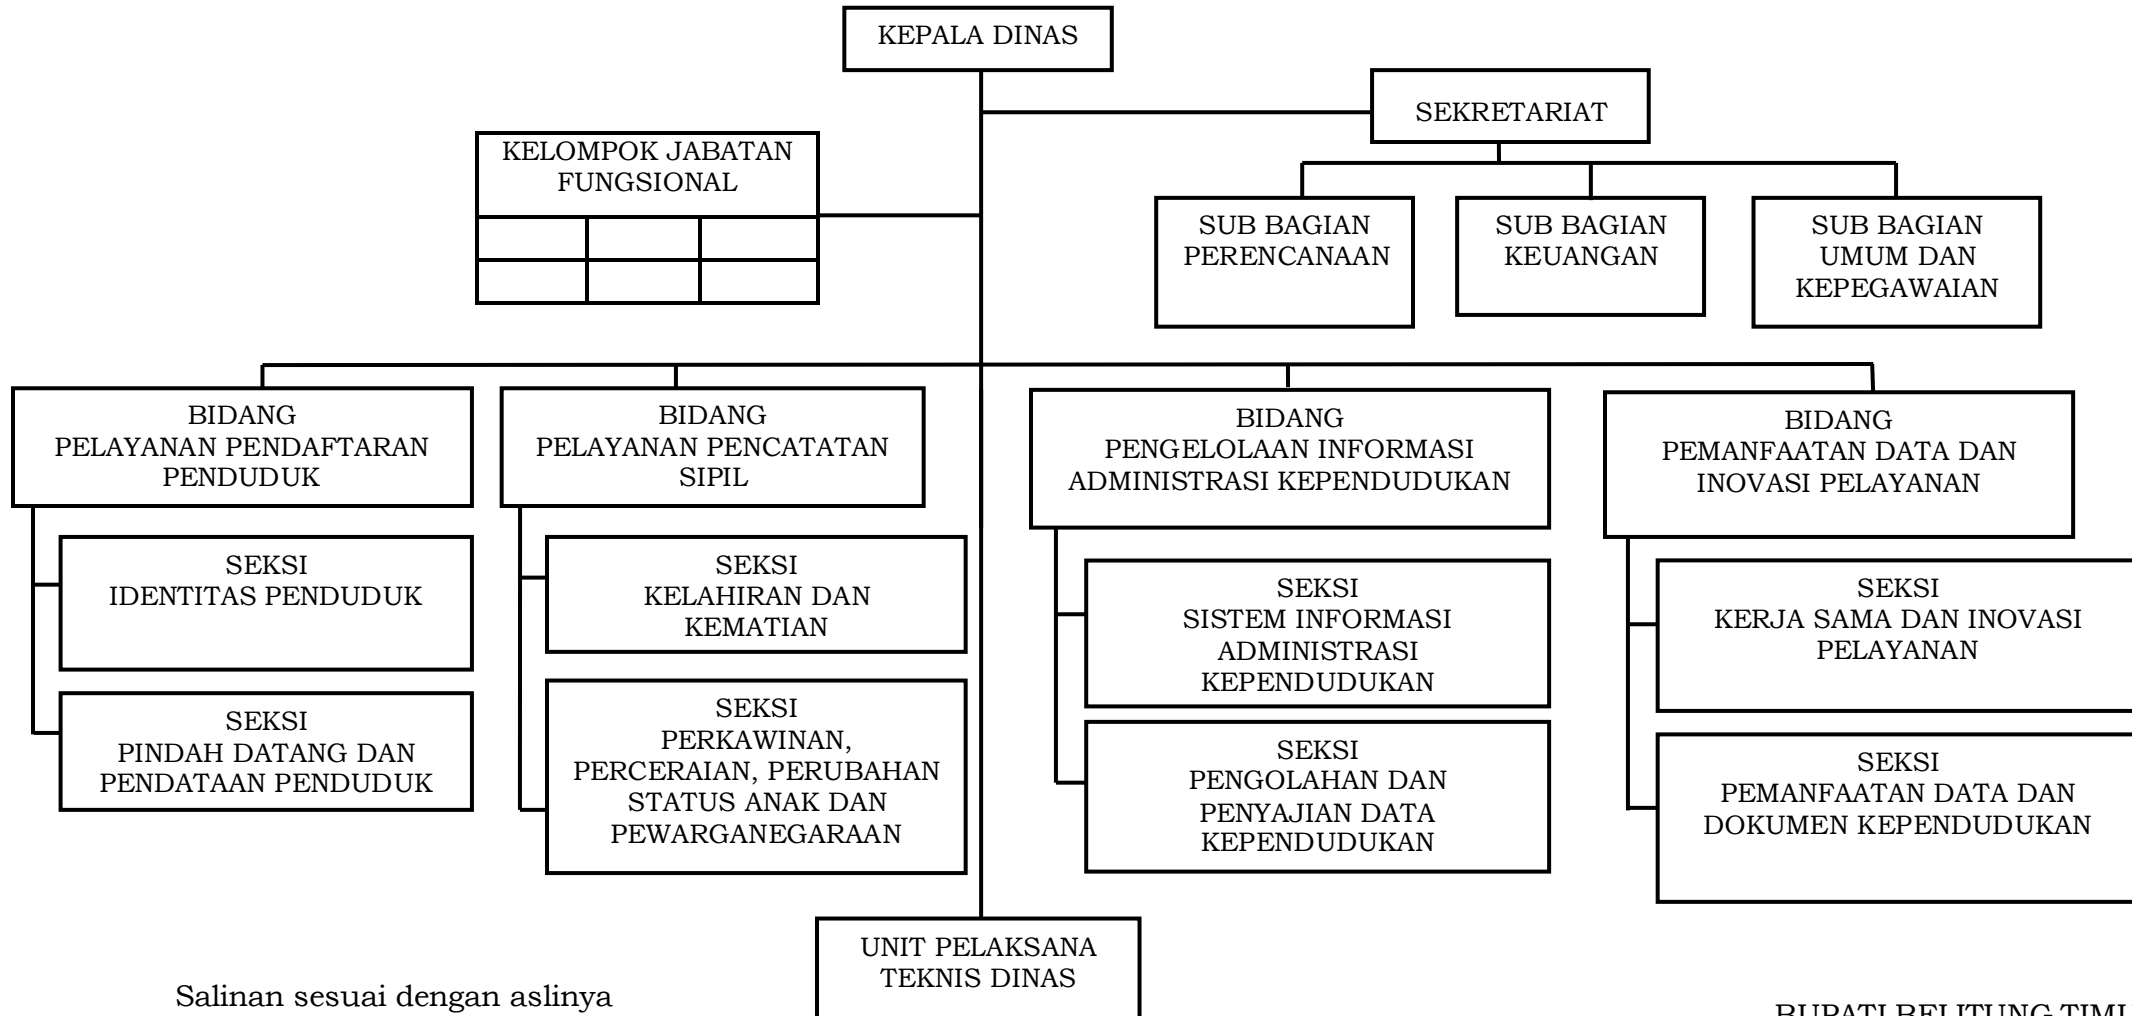 KEPALA DINAS
SEKRETARIAT
KELOMPOK JABATAN
FUNGSIONAL
SUB BAGIAN
PERENCANAAN
SUB BAGIAN
KEUANGAN
SUB BAGIAN
UMUM DAN
KEPEGAWAIAN
BIDANG
PELAYANAN PENDAFTARAN
PENDUDUK
BIDANG
PELAYANAN PENCATATAN
SIPIL
BIDANG
PENGELOLAAN INFORMASI
ADMINISTRASI KEPENDUDUKAN
BIDANG
PEMANFAATAN DATA DAN
INOVASI PELAYANAN
SEKSI
IDENTITAS PENDUDUK
SEKSI
PINDAH DATANG DAN
PENDATAAN PENDUDUK
SEKSI
KELAHIRAN DAN
KEMATIAN
SEKSI
PERKAWINAN,
PERCERAIAN, PERUBAHAN
STATUS ANAK DAN
PEWARGANEGARAAN
SEKSI
SISTEM INFORMASI
ADMINISTRASI
KEPENDUDUKAN
SEKSI
PENGOLAHAN DAN
PENYAJIAN DATA
KEPENDUDUKAN
SEKSI
KERJA SAMA DAN INOVASI
PELAYANAN
SEKSI
PEMANFAATAN DATA DAN
DOKUMEN KEPENDUDUKAN
UNIT PELAKSANA
TEKNIS DINAS
Salinan sesuai dengan aslinya
BUPATI BELITUNG